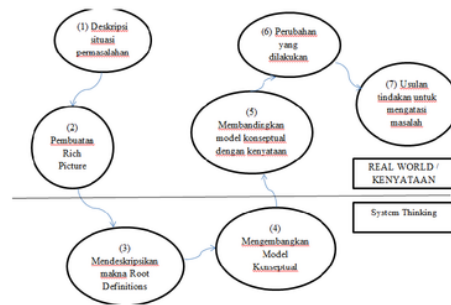 (1) Deskripsi
situasi
permasalahan
(2)
Pembuatan
Rich
Picture
(3)
Mendeskripsikan
makna Root
Definitions
(4)
Mengembangkan
Model
Konseptual
(5)
Membandingkan
model konseptual
dengan kenyataan
(6) Perubahan
yang
dilakukan
(7) Usulan
tindakan untuk
mengatasi
masalah
REAL WORLD /
KENYATAAN
System Thinking